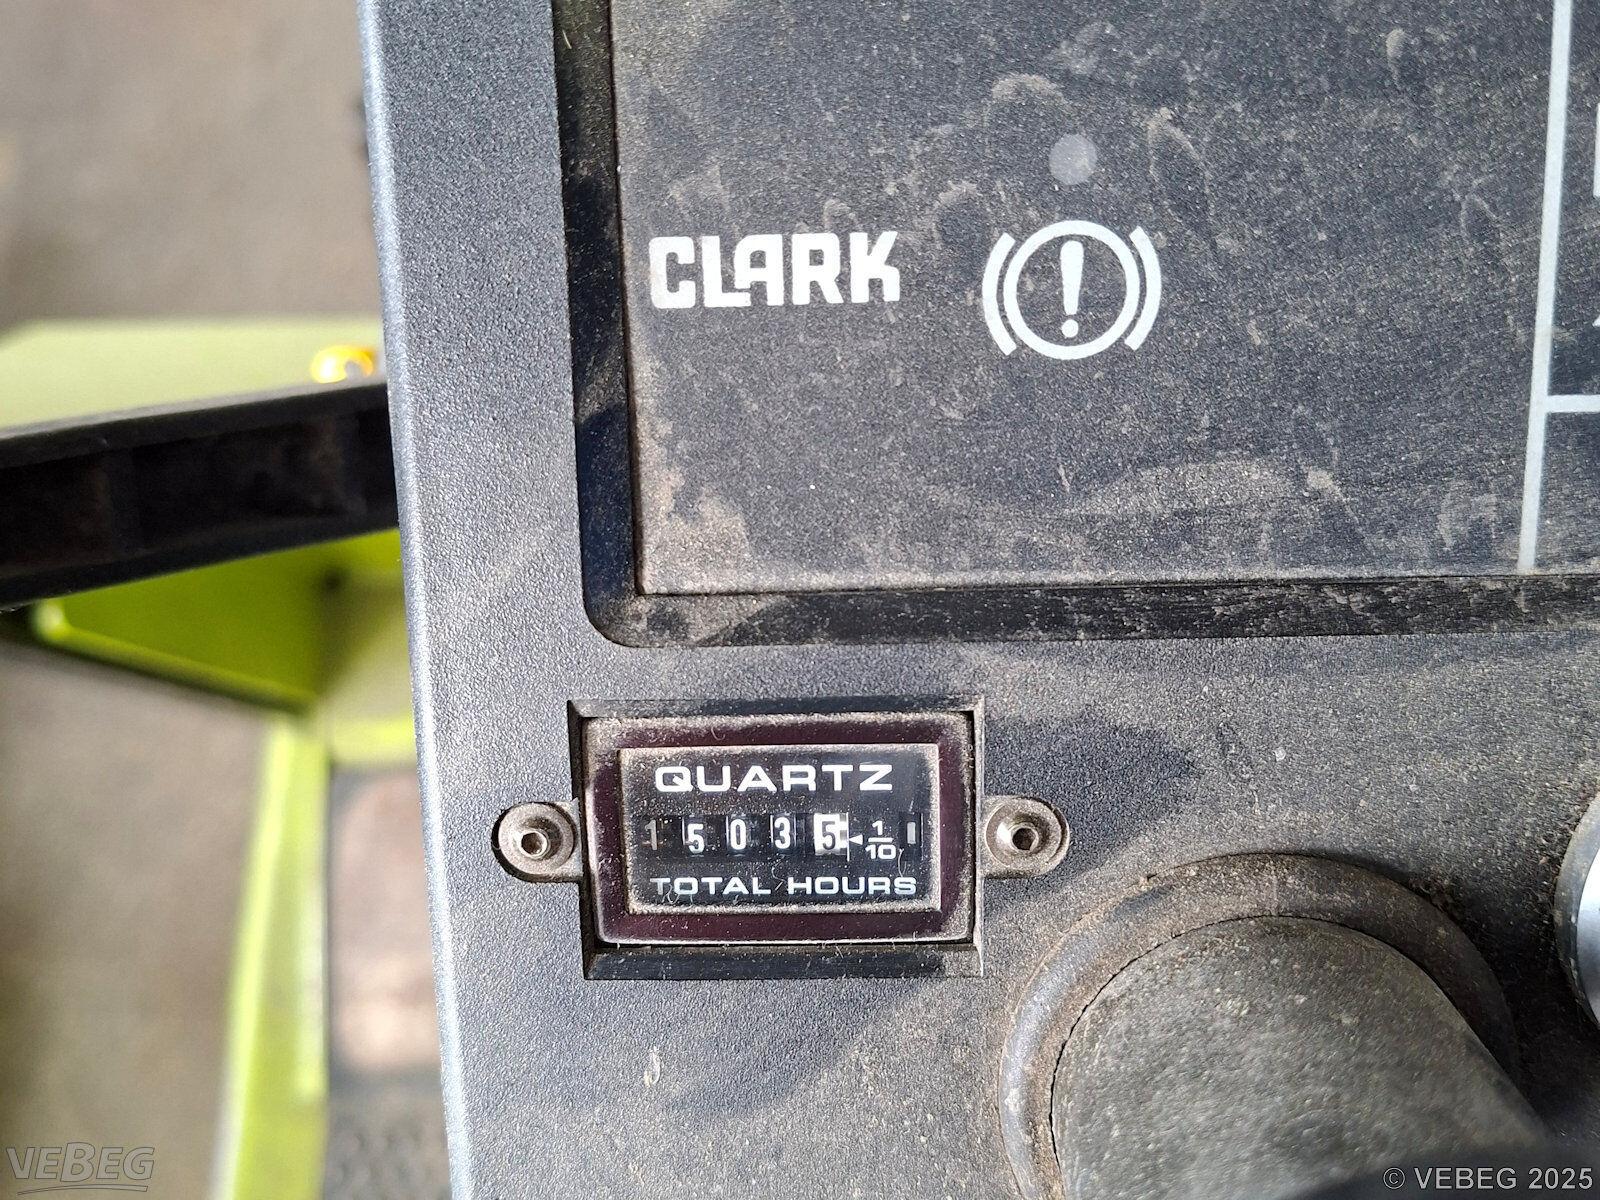 CLARK
QUARTZ
15035 1/10
TOTAL HOURS
VEBEG
© VEBEG 2025